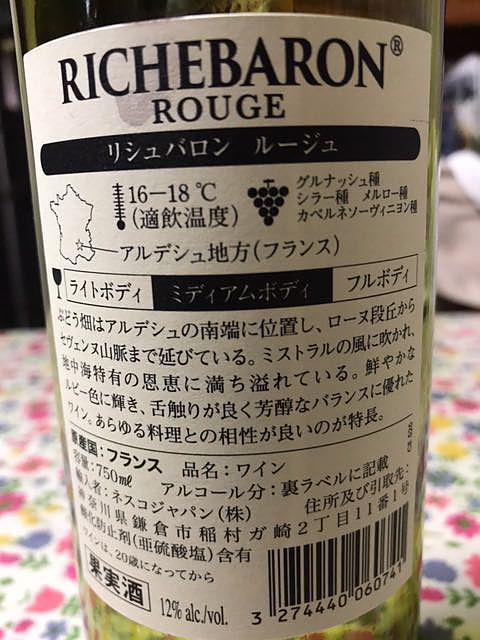 RICHEBARON®
ROUGE
リシュバロン ルージュ
16—18℃
(適飲温度)
グルナッシュ種
シラー種 メルロー種
カベルネソーヴィニヨン種
アルデシュ地方(フランス)
ライトボディ ミディアムボディ フルボディ
ぶどう畑はアルデシュの南端に位置し、ローヌ段丘から
セヴェンヌ山脈まで延びている。ミストラルの風に吹かれ、
地中海特有の恩恵に満ち溢れている。鮮やかな
ルビー色に輝き、舌触りが良く芳醇なバランスに優れた
ワイン。あらゆる料理との相性が良いのが特長。
原産国:フランス 品名:ワイン
容量:750ml アルコール分:裏ラベルに記載
輸入者:ネスコジャパン(株) 住所及び引取先:
神奈川県鎌倉市稲村ガ崎2丁目11番1号
酸化防止剤(亜硫酸塩)含有
ワインは、20歳になってから
果実酒
12% alc./vol.
3 274440 060741